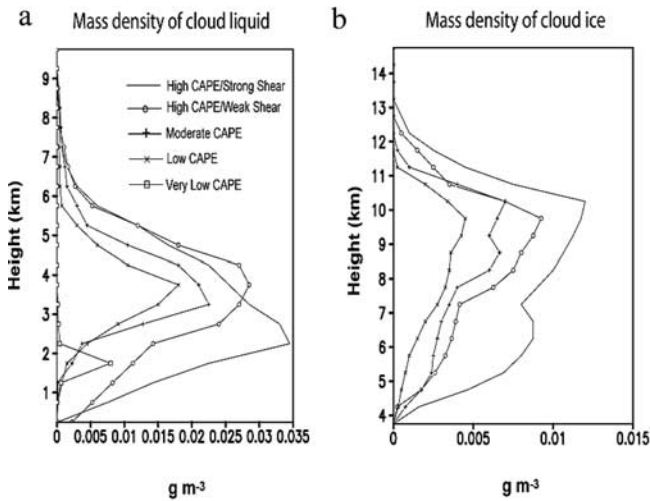 a
Mass density of cloud liquid
Height (km)
9
8
7
6
5
4
3
2
1
High CAPE/Strong Shear
High CAPE/Weak Shear
Moderate CAPE
Low CAPE
Very Low CAPE
0 0.005 0.01 0.015 0.02 0.025 0.03 0.035
g m-3
b
Mass density of cloud ice
Height (km)
14
13
12
11
10
9
8
7
6
5
4
0 0.005 0.01 0.015
g m-3